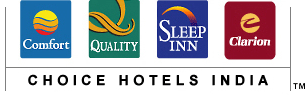 Comfort
QUALITY
SLEEP
INN
Clarion
CHOICE HOTELS INDIA
TM